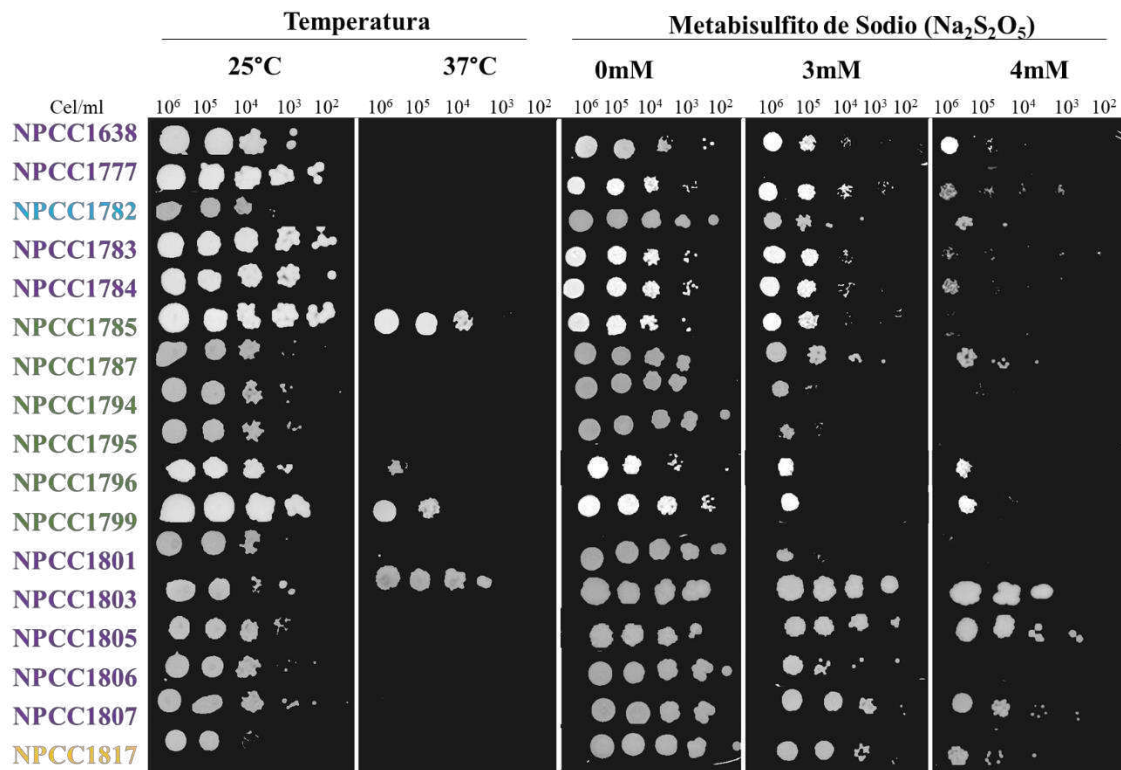 Temperatura
Metabisulfito de Sodio (Na₂S₂O₅)
25°C
37°C
0mM
3mM
4mM
Cel/ml
10⁶ 10⁵ 10⁴ 10³ 10²
10⁶ 10⁵ 10⁴ 10³ 10²
10⁶ 10⁵ 10⁴ 10³ 10²
10⁶ 10⁵ 10⁴ 10³ 10²
10⁶ 10⁵ 10⁴ 10³ 10²
NPCC1638
NPCC1777
NPCC1782
NPCC1783
NPCC1784
NPCC1785
NPCC1787
NPCC1794
NPCC1795
NPCC1796
NPCC1799
NPCC1801
NPCC1803
NPCC1805
NPCC1806
NPCC1807
NPCC1817